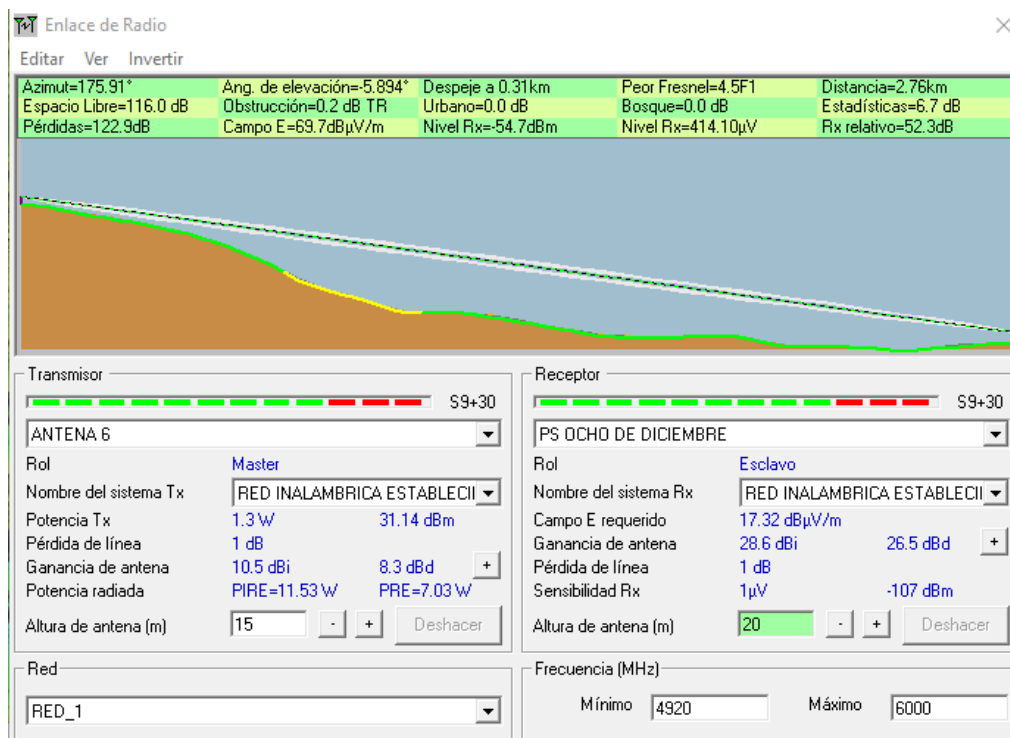 Enlace de Radio
Editar Ver Invertir
Azimut=175.91° Ang. de elevación=-5.894° Despeje a 0.31km Peor Fresnel=4.5F1 Distancia=2.76km
Espacio Libre=116.0 dB Obstrucción=0.2 dB TR Urbano=0.0 dB Bosque=0.0 dB Estadísticas=6.7 dB
Pérdidas=122.9dB Campo E=69.7dBµV/m Nivel Rx=-54.7dBm Nivel Rx=414.10µV Rx relativo=52.3dB
Transmisor
S9+30
ANTENA 6
Rol Master
Nombre del sistema Tx RED INALAMBRICA ESTABLECII
Potencia Tx 1.3 W 31.14 dBm
Pérdida de línea 1 dB
Ganancia de antena 10.5 dBi 8.3 dBd +
Potencia radiada PIRE=11.53 W PRE=7.03 W
Altura de antena (m) 15 - + Deshacer
Red
RED_1
Receptor
S9+30
PS OCHO DE DICIEMBRE
Rol Esclavo
Nombre del sistema Rx RED INALAMBRICA ESTABLECII
Campo E requerido 17.32 dBµV/m
Ganancia de antena 28.6 dBi 26.5 dBd +
Pérdida de línea 1 dB
Sensibilidad Rx 1µV -107 dBm
Altura de antena (m) 20 - + Deshacer
Frecuencia (MHz)
Mínimo 4920 Máximo 6000